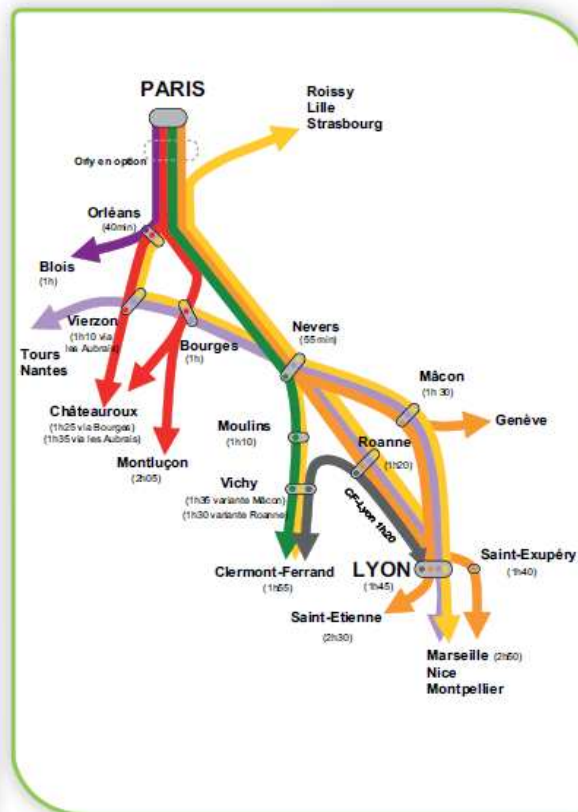 PARIS
Roissy
Lille
Strasbourg
Orly en option
Orléans
(40min)
Blois
(1h)
Vierzon
(1h10 via
les Aubrais)
Tours
Nantes
Bourges
(1h)
Nevers
(55min)
Mâcon
(1h 30)
Genève
Châteauroux
(1h25 via Bourges)
(1h35 via les Aubrais)
Montluçon
(2h05)
Moulins
(1h10)
Roanne
(1h20)
Vichy
(1h35 variante Mâcon)
(1h30 variante Roanne)
CF-Lyon 1h20
Clermont-Ferrand
(1h55)
LYON
(1h45)
Saint-Exupéry
(1h40)
Saint-Etienne
(2h30)
Marseille (2h50)
Nice
Montpellier